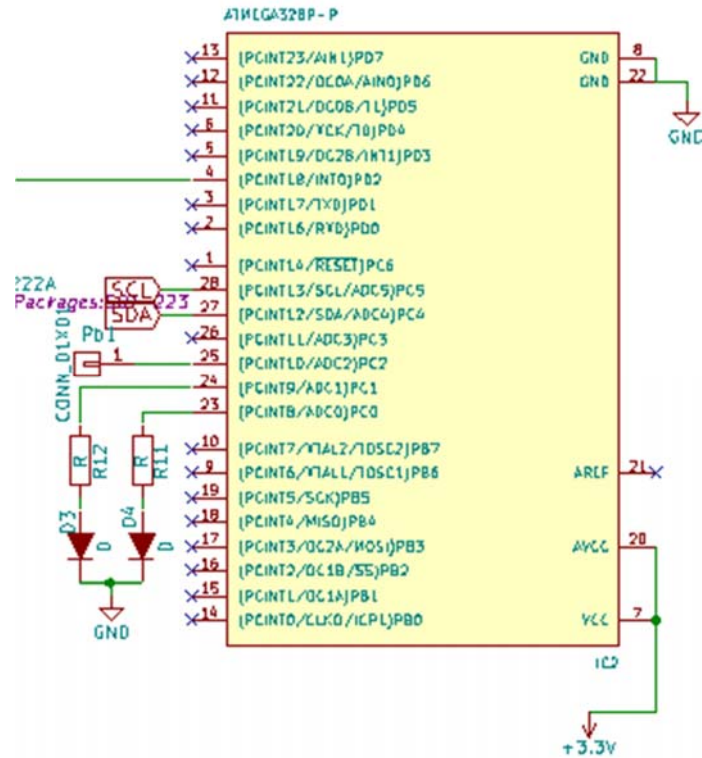 ATMEGA328P-P
13 (PCINT23/AIN1)PD7
12 (PCINT22/OC0A/AIN0)PD6
11 (PCINT21/OC0B/T1)PD5
6 (PCINT20/XCK/T0)PD4
5 (PCINT19/OC2B/INT1)PD3
4 (PCINT18/INT0)PD2
3 (PCINT17/TXD)PD1
2 (PCINT16/RXD)PD0
1 (PCINT14/RESET)PC6
28 (PCINT13/SCL/ADC5)PC5
27 (PCINT12/SDA/ADC4)PC4
26 (PCINT11/ADC3)PC3
25 (PCINT10/ADC2)PC2
24 (PCINT9/ADC1)PC1
23 (PCINT8/ADC0)PC0
10 (PCINT7/XTAL2/TOSC2)PB7
9 (PCINT6/XTAL1/TOSC1)PB6
19 (PCINT5/SCK)PB5
18 (PCINT4/MISO)PB4
17 (PCINT3/OC2A/MOSI)PB3
16 (PCINT2/OC1B/SS)PB2
15 (PCINT1/OC1A)PB1
14 (PCINT0/CLKO/ICP1)PB0
GND 8
GND 22
GND
AREF 21
AVCC 20
VCC 7
IC2
+3.3V
222A
SCL
Packages: 223
SDA
Pb1
1
CONN_01X01
R R12
R R11
D3 D
D4 D
GND